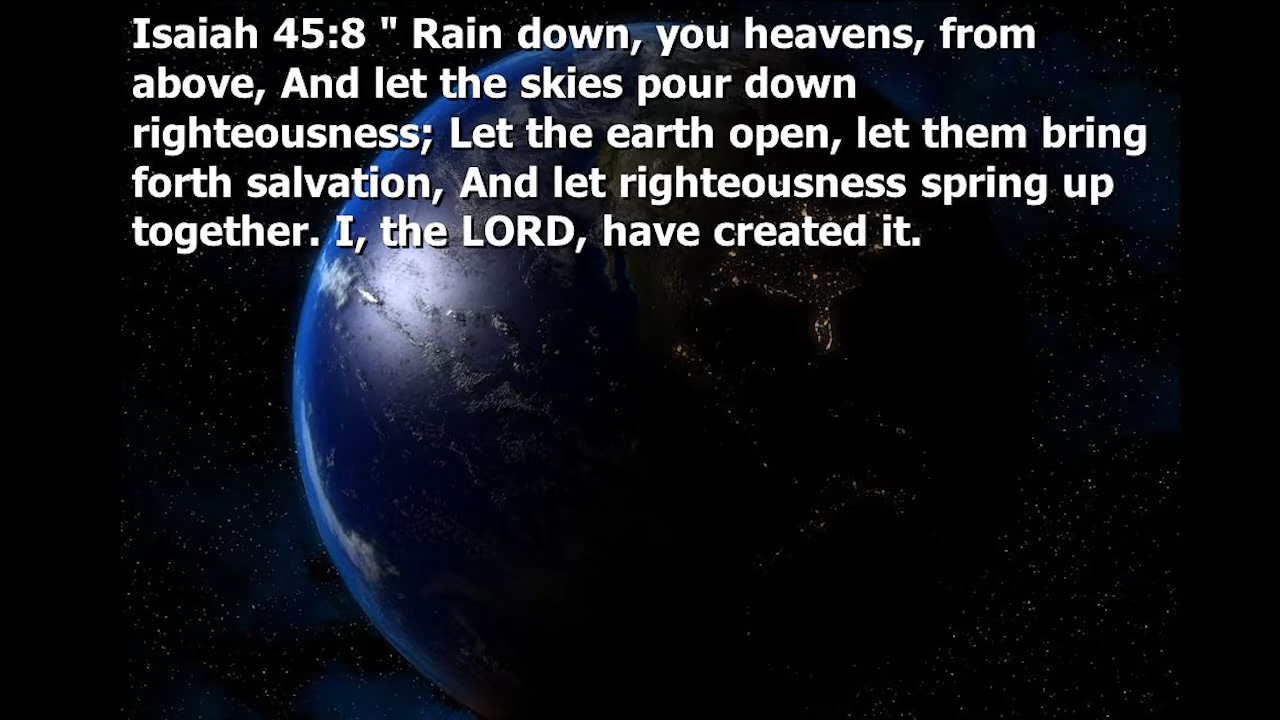 Isaiah 45:8 " Rain down, you heavens, from
above, And let the skies pour down
righteousness; Let the earth open, let them bring
forth salvation, And let righteousness spring up
together. I, the LORD, have created it.